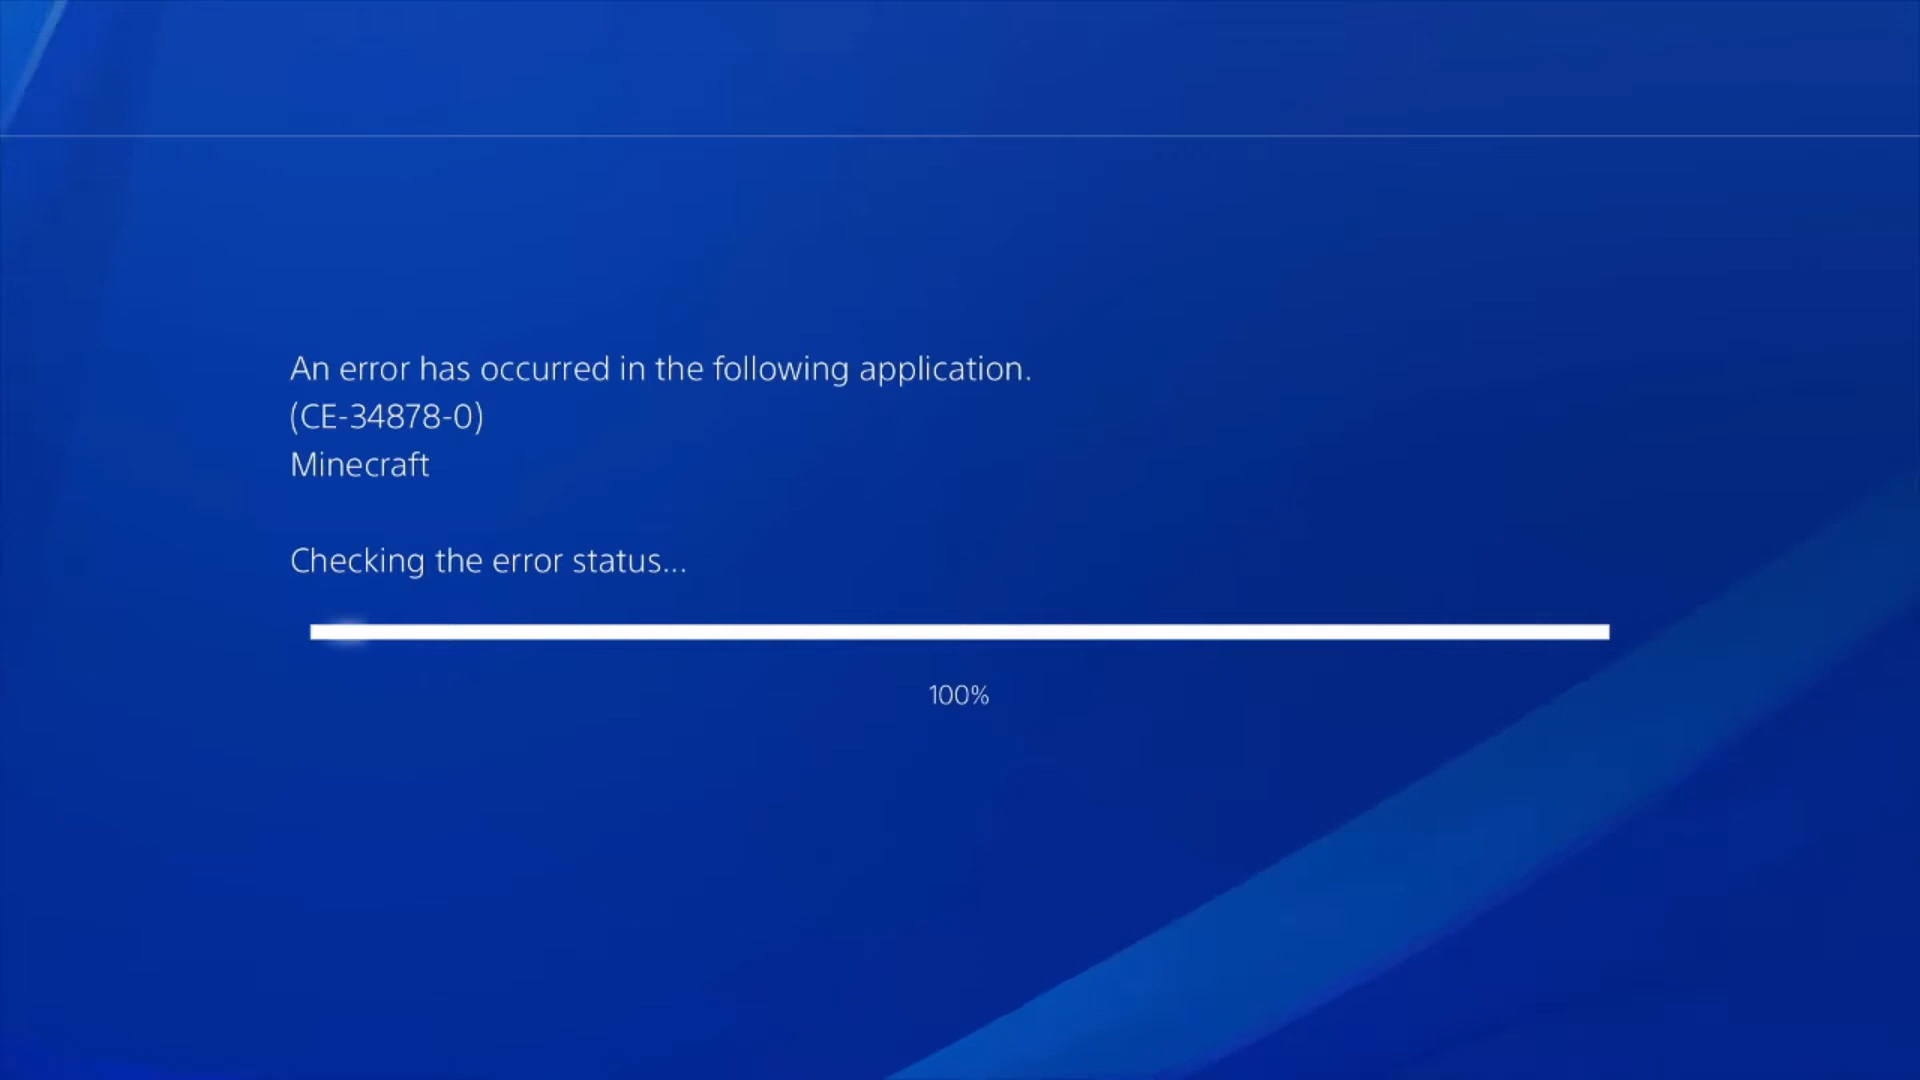 An error has occurred in the following application.
(CE-34878-0)
Minecraft
Checking the error status...
100%